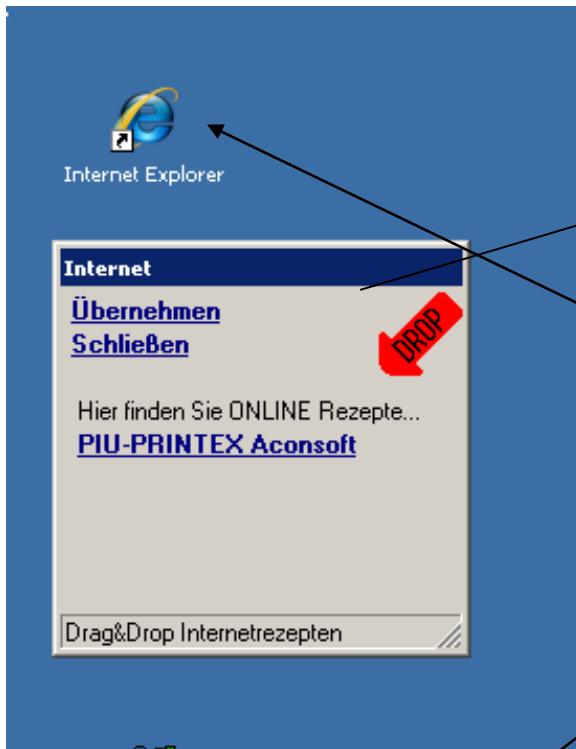 Internet Explorer
Internet
Übernehmen
Schließen
DROP
Hier finden Sie ONLINE Rezepte...
PIU-PRINTEX Aconsoft
Drag&Drop Internetrezepten